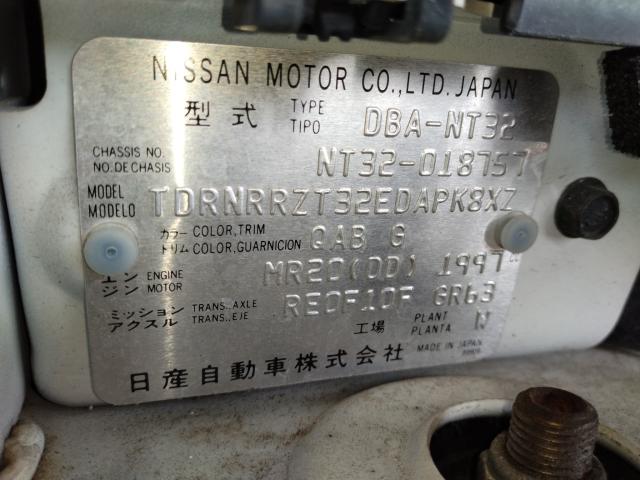 NISSAN MOTOR CO.,LTD. JAPAN
型式 TYPE TIPO DBA-NT32
CHASSIS NO. NO. DE CHASIS NT32-018757
MODEL MODELO TDRNRRZT32EDAPK8XZ
カラー COLOR, TRIM トリム COLOR, GUARNICION QAB G
エンジン ENGINE MOTOR MR20(DD) 1997 cc
ミッション アクスル TRANS., AXLE TRANS., EJE RE0F10F GR63
工場 PLANT PLANTA W
日産自動車株式会社 MADE IN JAPAN